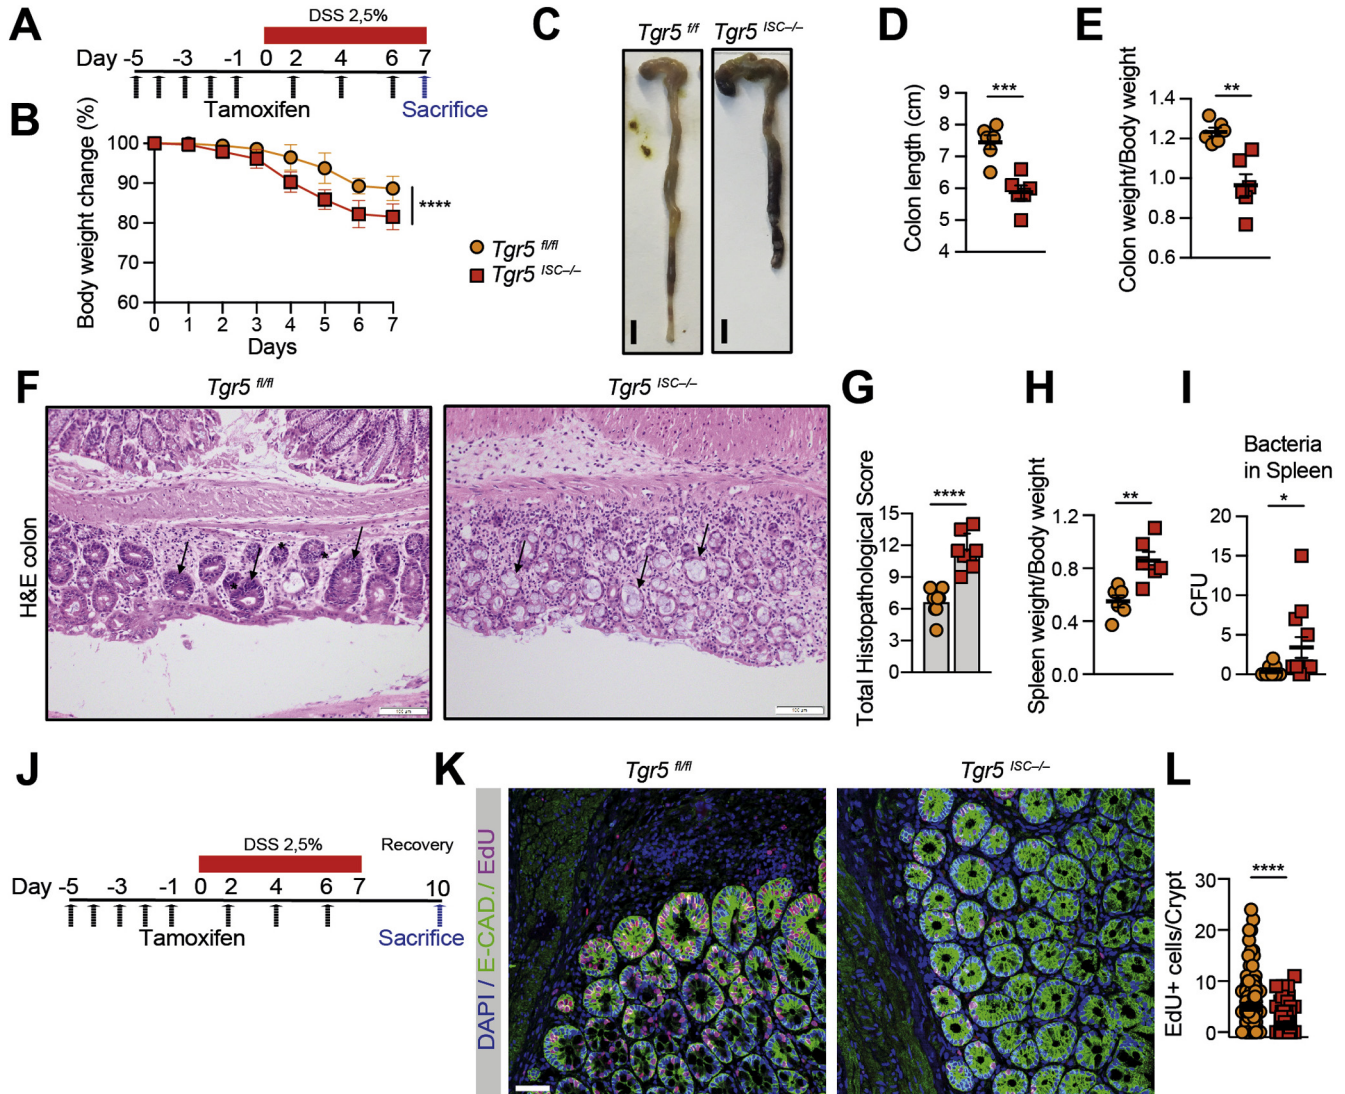 A
DSS 2,5%
Day -5 -3 -1 0 2 4 6 7
Tamoxifen
Sacrifice
B
Body weight change (%)
100
90
80
70
60
0 1 2 3 4 5 6 7
Days
****
Tgr5 fl/fl
Tgr5 ISC–/–
C
Tgr5 f/f
Tgr5 ISC–/–
D
Colon length (cm)
9
8
7
6
5
4
***
E
Colon weight/Body weight
1.4
1.2
1.0
0.8
0.6
**
F
Tgr5 fl/fl
Tgr5 ISC–/–
H&E colon
100 µm
100 µm
G
Total Histopathological Score
15
12
9
6
3
0
****
H
Spleen weight/Body weight
1.2
0.8
0.4
0.0
**
I
Bacteria
in Spleen
*
CFU
20
15
10
5
0
J
DSS 2,5%
Recovery
Day -5 -3 -1 0 2 4 6 7 10
Tamoxifen
Sacrifice
K
Tgr5 fl/fl
Tgr5 ISC–/–
DAPI / E-CAD./ EdU
L
EdU+ cells/Crypt
30
20
10
0
****